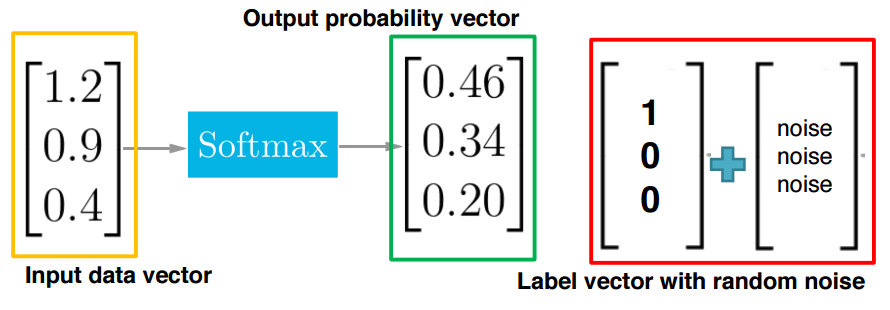 Output probability vector
1.2
0.9
0.4
Softmax
0.46
0.34
0.20
1
0
0
noise
noise
noise
Input data vector
Label vector with random noise